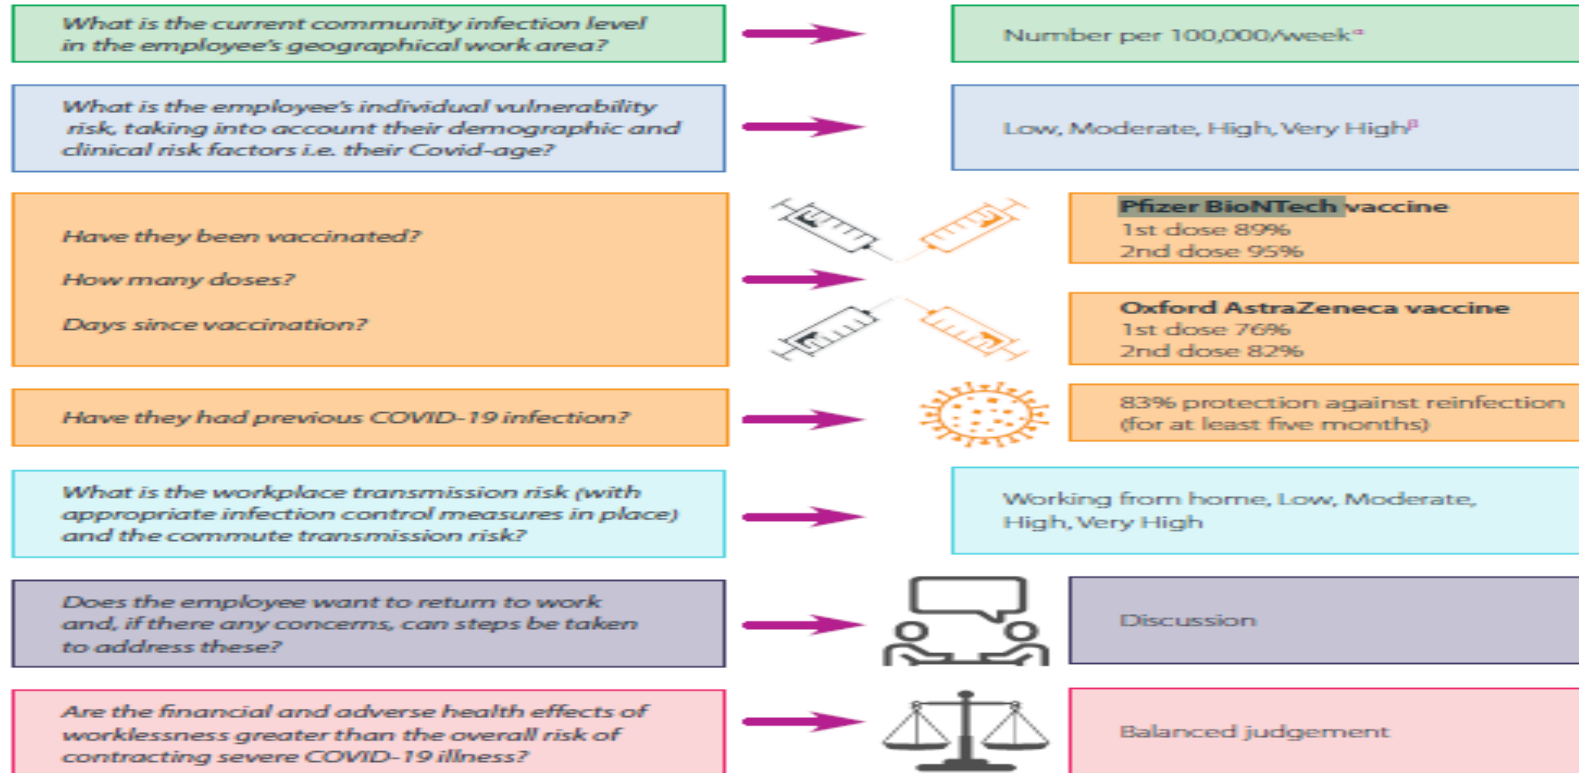 What is the current community infection level
in the employee's geographical work area?
Number per 100,000/weekᵅ
What is the employee's individual vulnerability
risk, taking into account their demographic and
clinical risk factors i.e. their Covid-age?
Low, Moderate, High, Very Highᵝ
Have they been vaccinated?
How many doses?
Days since vaccination?
Pfizer BioNTech vaccine
1st dose 89%
2nd dose 95%
Oxford AstraZeneca vaccine
1st dose 76%
2nd dose 82%
Have they had previous COVID-19 infection?
83% protection against reinfection
(for at least five months)
What is the workplace transmission risk (with
appropriate infection control measures in place)
and the commute transmission risk?
Working from home, Low, Moderate,
High, Very High
Does the employee want to return to work
and, if there any concerns, can steps be taken
to address these?
Discussion
Are the financial and adverse health effects of
worklessness greater than the overall risk of
contracting severe COVID-19 illness?
Balanced judgement